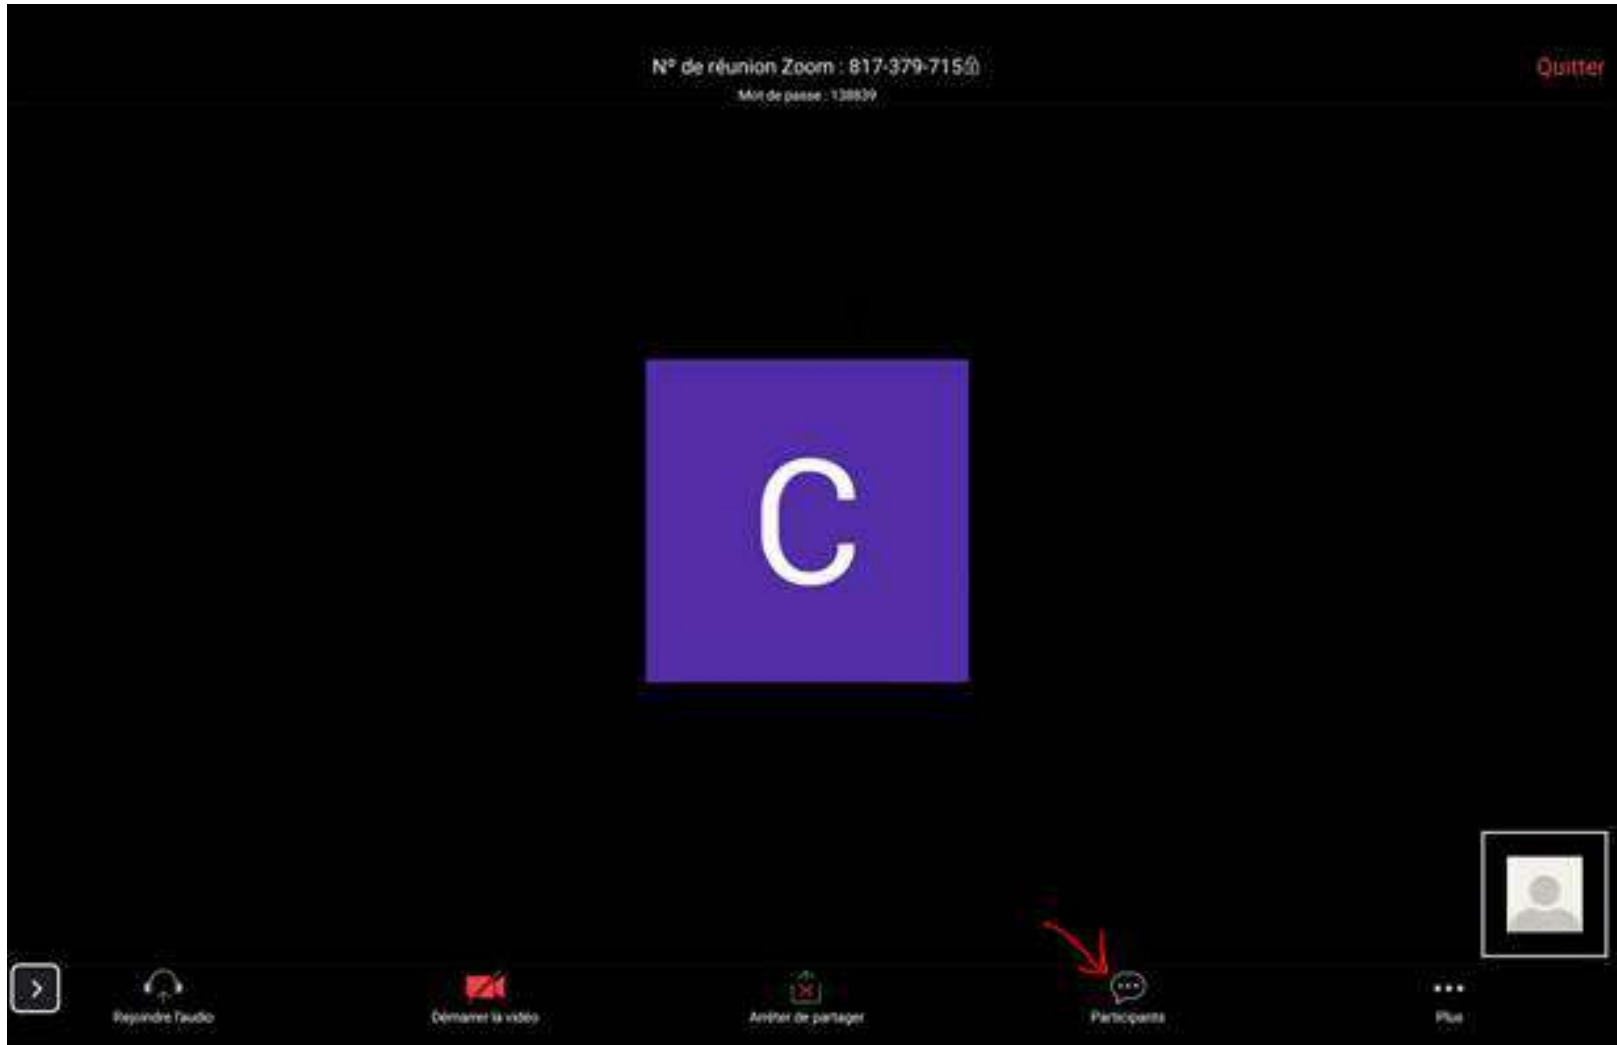 N° de réunion Zoom : 817-379-715
Quitter
Mot de passe : 138839
C
Rejoindre l'audio
Démarrer la vidéo
Arrêter de partager
Participants
Plus